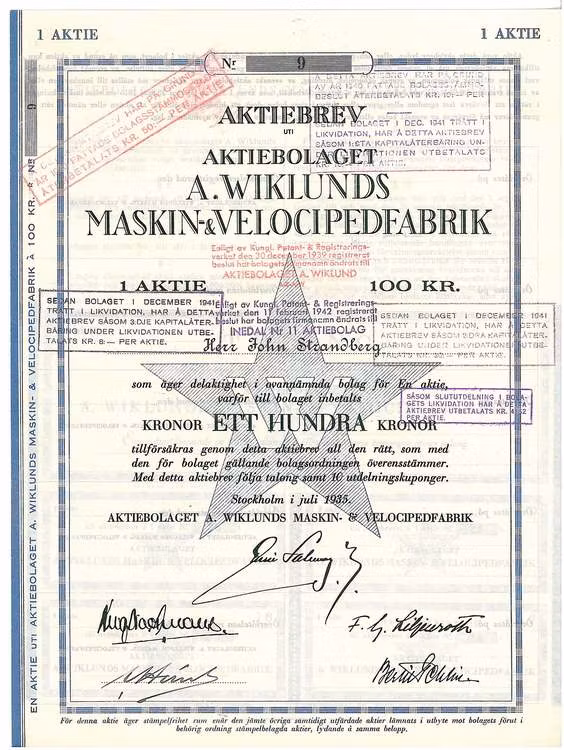 1 AKTIE
1 AKTIE
Nr 9
AKTIEBREV
UTI
AKTIEBOLAGET
A. WIKLUNDS
MASKIN-&VELOCIPEDFABRIK
Enligt av Kungl. Patent- & Registrerings-
verket den 30 december 1939 registrerat
beslut har bolagets firmanamn ändrats till
AKTIEBOLAGET A. WIKLUND
1 AKTIE
100 KR.
SEDAN BOLAGET I DECEMBER 1941
TRÄTT I LIKVIDATION, HAR Å DETTA
AKTIEBREV SÅSOM 3:DJE KAPITALÅTER-
BÄRING UNDER LIKVIDATIONEN UTBE-
TALATS KR. 8:— PER AKTIE.
Enligt av Kungl. Patent- & Registrerings-
verket den 11 februari 1942 registrerat
beslut har bolagets firmanamn ändrats till
INEDAL Nr 11 AKTIEBOLAG
SEDAN BOLAGET I DECEMBER 1941
TRÄTT I LIKVIDATION, HAR Å DETTA
AKTIEBREV SÅSOM 2:DRA KAPITALÅTER-
BÄRING UNDER LIKVIDATIONEN UTBE-
TALATS KR. PER AKTIE.
SEDAN BOLAGET I DEC. 1941 TRÄTT I
LIKVIDATION, HAR Å DETTA AKTIEBREV
SÅSOM 1:STA KAPITALÅTERBÄRING UN-
Herr John Strandberg
som äger delaktighet i ovannämnda bolag för En aktie,
varför till bolaget inbetalts
SÅSOM SLUTUTDELNING I BOLA-
GETS LIKVIDATION HAR Å DETTA
AKTIEBREV UTBETALATS KR.
PER AKTIE.
KRONOR ETT HUNDRA KRONOR
tillförsäkras genom detta aktiebrev all den rätt, som med
den för bolaget gällande bolagsordningen överensstämmer.
Med detta aktiebrev följa talong samt 10 utdelningskuponger.
Stockholm i juli 1935.
AKTIEBOLAGET A. WIKLUNDS MASKIN- & VELOCIPEDFABRIK
För denna aktie äger stämpelfrihet rum enär den jämte övriga samtidigt utfärdade aktier lämnats i utbyte mot bolagets förut i
behörig ordning stämpelbelagda aktier, lydande å samma belopp.
EN AKTIE UTI AKTIEBOLAGET A. WIKLUNDS MASKIN- & VELOCIPEDFABRIK À 100 KR. & Nr 9